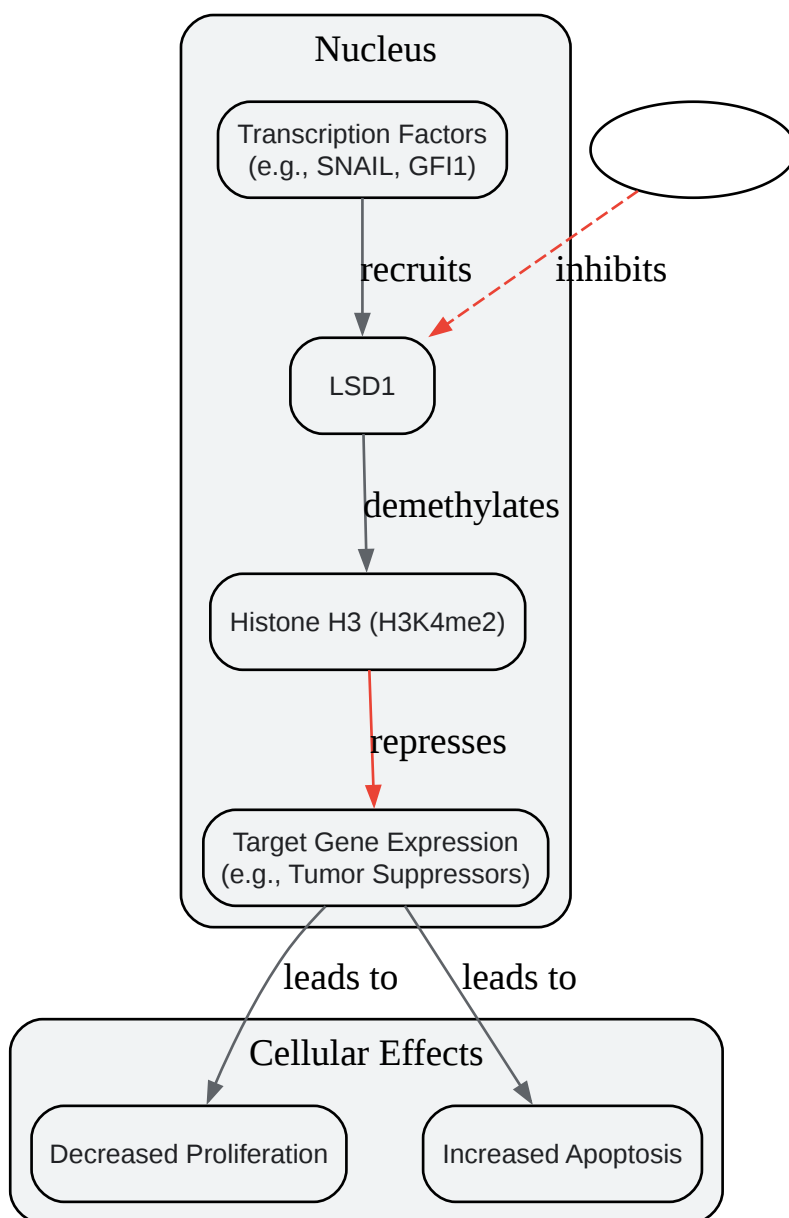 Nucleus
Transcription Factors
(e.g., SNAIL, GFI1)
recruits
inhibits
LSD1
demethylates
Histone H3 (H3K4me2)
represses
Target Gene Expression
(e.g., Tumor Suppressors)
leads to
leads to
Cellular Effects
Decreased Proliferation
Increased Apoptosis